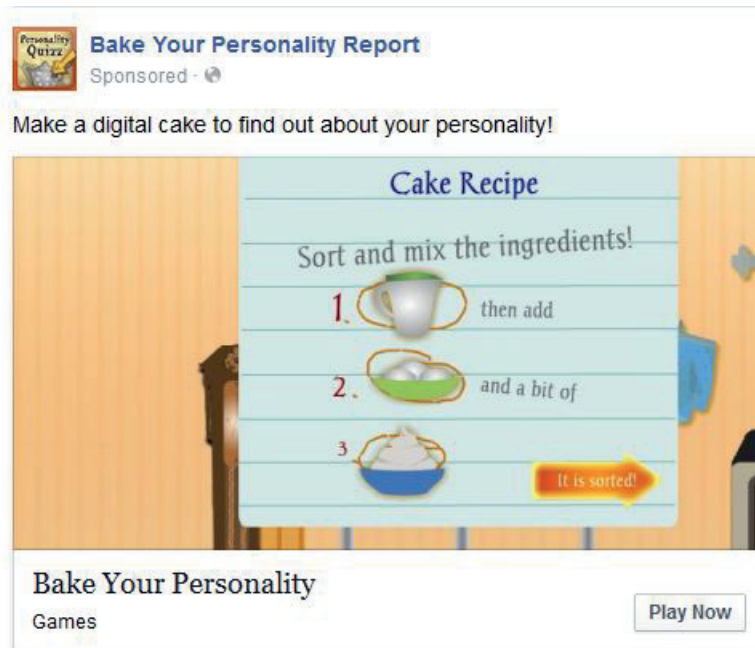 Personality
Quizz
Bake Your Personality Report
Sponsored ·
Make a digital cake to find out about your personality!
Cake Recipe
Sort and mix the ingredients!
1. then add
2. and a bit of
3
It is sorted!
Bake Your Personality
Games
Play Now